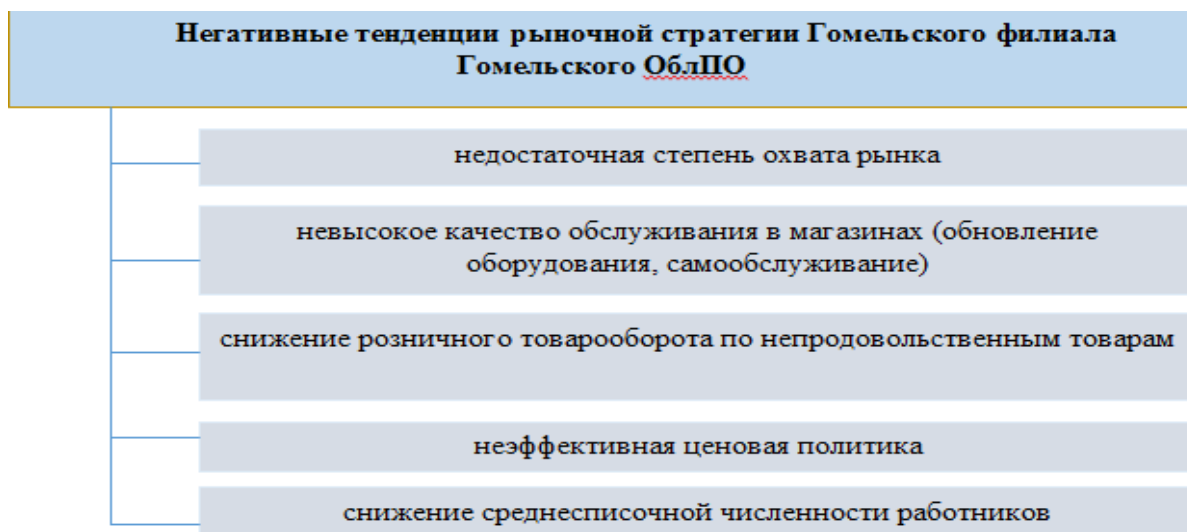 Негативные тенденции рыночной стратегии Гомельского филиала
Гомельского ОблПО
недостаточная степень охвата рынка
невысокое качество обслуживания в магазинах (обновление
оборудования, самообслуживание)
снижение розничного товарооборота по непродовольственным товарам
неэффективная ценовая политика
снижение среднесписочной численности работников